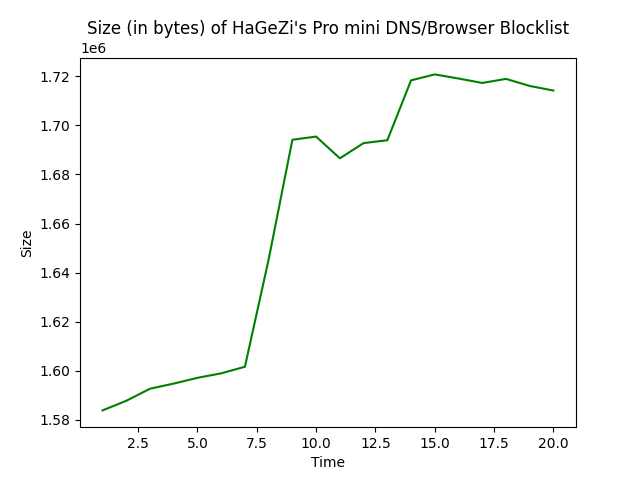 Size (in bytes) of HaGeZi's Pro mini DNS/Browser Blocklist
1e6
1.72
1.70
1.68
1.66
1.64
1.62
1.60
1.58
Size
2.5 5.0 7.5 10.0 12.5 15.0 17.5 20.0
Time